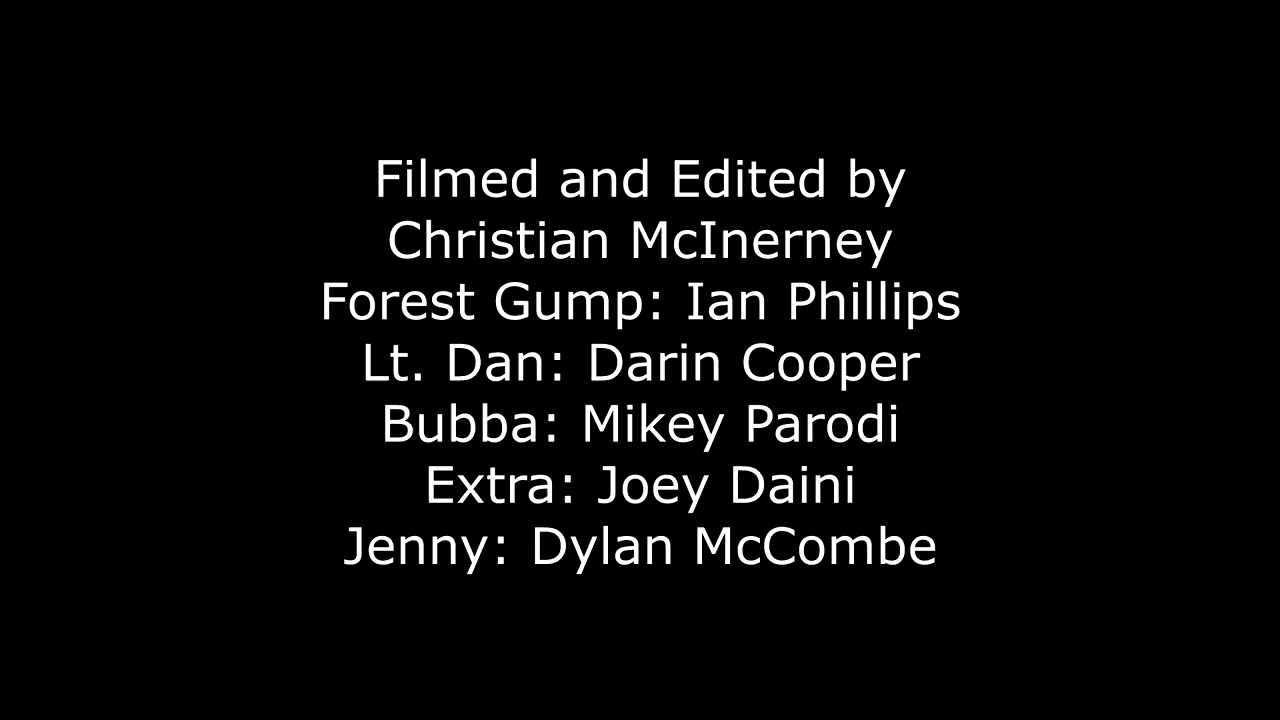 Filmed and Edited by
Christian McInerney
Forest Gump: Ian Phillips
Lt. Dan: Darin Cooper
Bubba: Mikey Parodi
Extra: Joey Daini
Jenny: Dylan McCombe